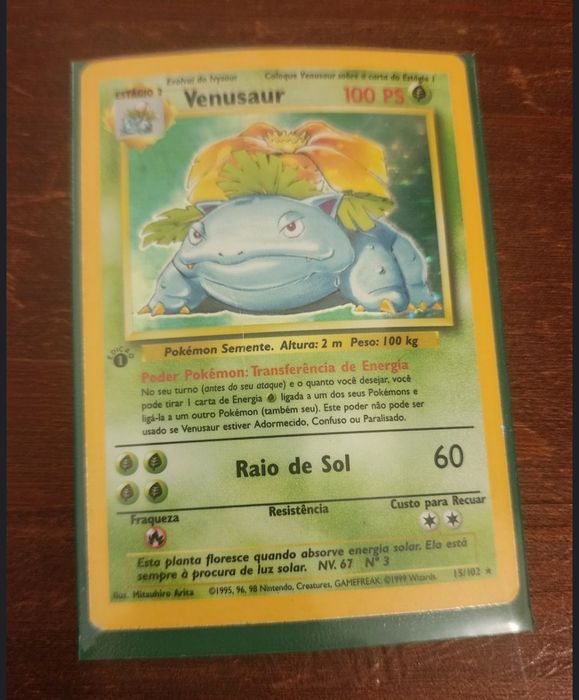 Evolui de Ivysaur Coloque Venusaur sobre a carta do Estágio 1
ESTÁGIO 2 Venusaur 100 PS
Pokémon Semente. Altura: 2 m Peso: 100 kg
EDIÇÃO 1
Poder Pokémon: Transferência de Energia
No seu turno (antes do seu ataque) e o quanto você desejar, você
pode tirar 1 carta de Energia ligada a um dos seus Pokémons e
ligá-la a um outro Pokémon (também seu). Este poder não pode ser
usado se Venusaur estiver Adormecido, Confuso ou Paralisado.
Raio de Sol 60
Fraqueza Resistência Custo para Recuar
Esta planta floresce quando absorve energia solar. Ela está
sempre à procura de luz solar. NV. 67 Nº 3
Ilus. Mitsuhiro Arita ©1995, 96, 98 Nintendo, Creatures, GAMEFREAK. ©1999 Wizards. 15/102 ★